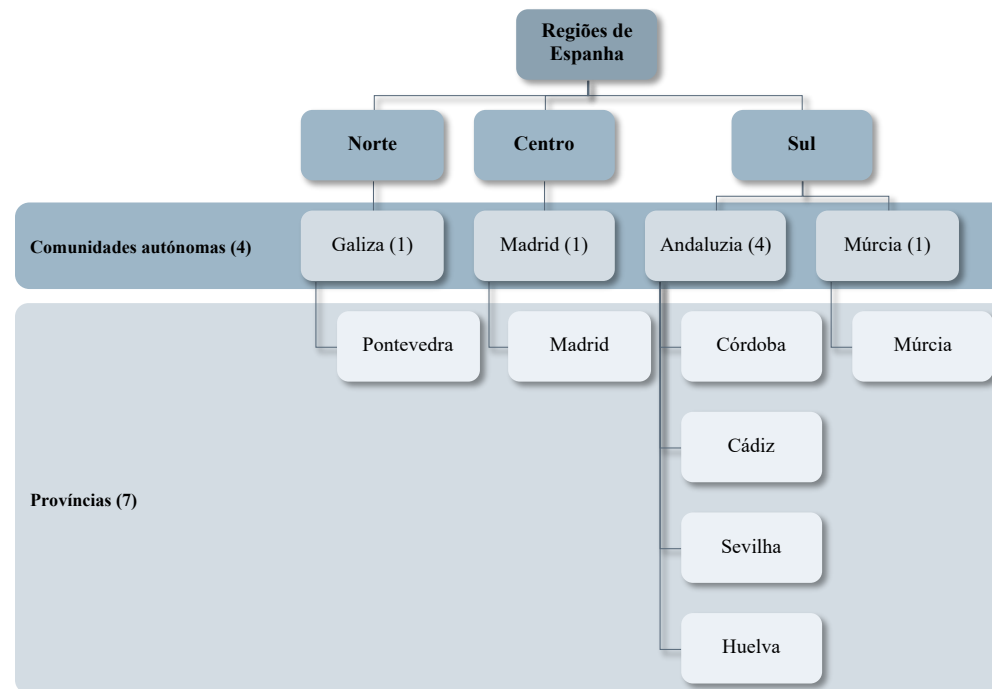 Regiões de
Espanha
Norte
Centro
Sul
Comunidades autónomas (4)
Galiza (1)
Madrid (1)
Andaluzia (4)
Múrcia (1)
Províncias (7)
Pontevedra
Madrid
Córdoba
Múrcia
Cádiz
Sevilha
Huelva